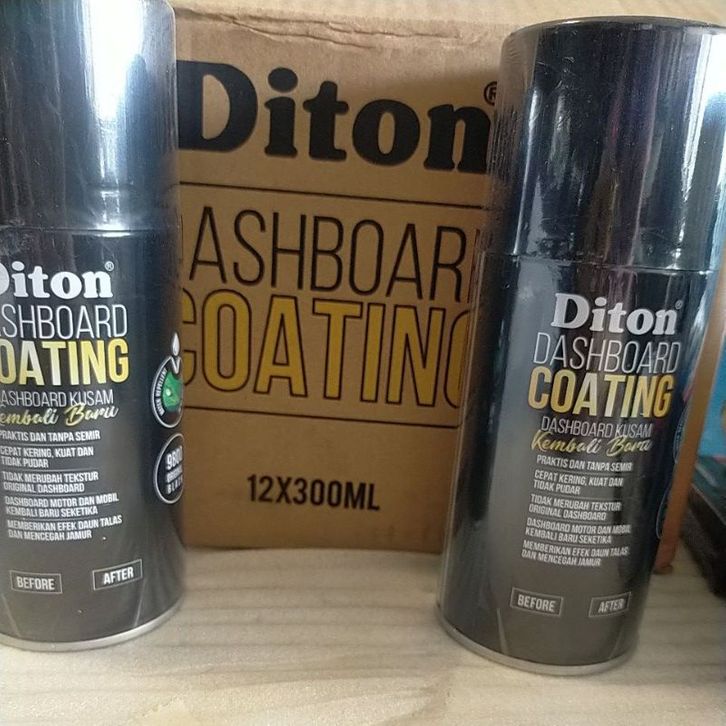 Diton®
DASHBOARD
COATING
12X300ML
Diton®
DASHBOARD
COATING
DASHBOARD KUSAM
Kembali Baru
PRAKTIS DAN TANPA SEMIR
CEPAT KERING, KUAT DAN
TIDAK PUDAR
TIDAK MERUBAH TEKSTUR
ORIGINAL DASHBOARD
DASHBOARD MOTOR DAN MOBIL
KEMBALI BARU SEKETIKA
MEMBERIKAN EFEK DAUN TALAS
DAN MENCEGAH JAMUR
BEFORE
AFTER
Diton®
DASHBOARD
COATING
DASHBOARD KUSAM
Kembali Baru
PRAKTIS DAN TANPA SEMIR
CEPAT KERING, KUAT DAN
TIDAK PUDAR
TIDAK MERUBAH TEKSTUR
ORIGINAL DASHBOARD
DASHBOARD MOTOR DAN MOBIL
KEMBALI BARU SEKETIKA
MEMBERIKAN EFEK DAUN TALAS
DAN MENCEGAH JAMUR
BEFORE
AFTER